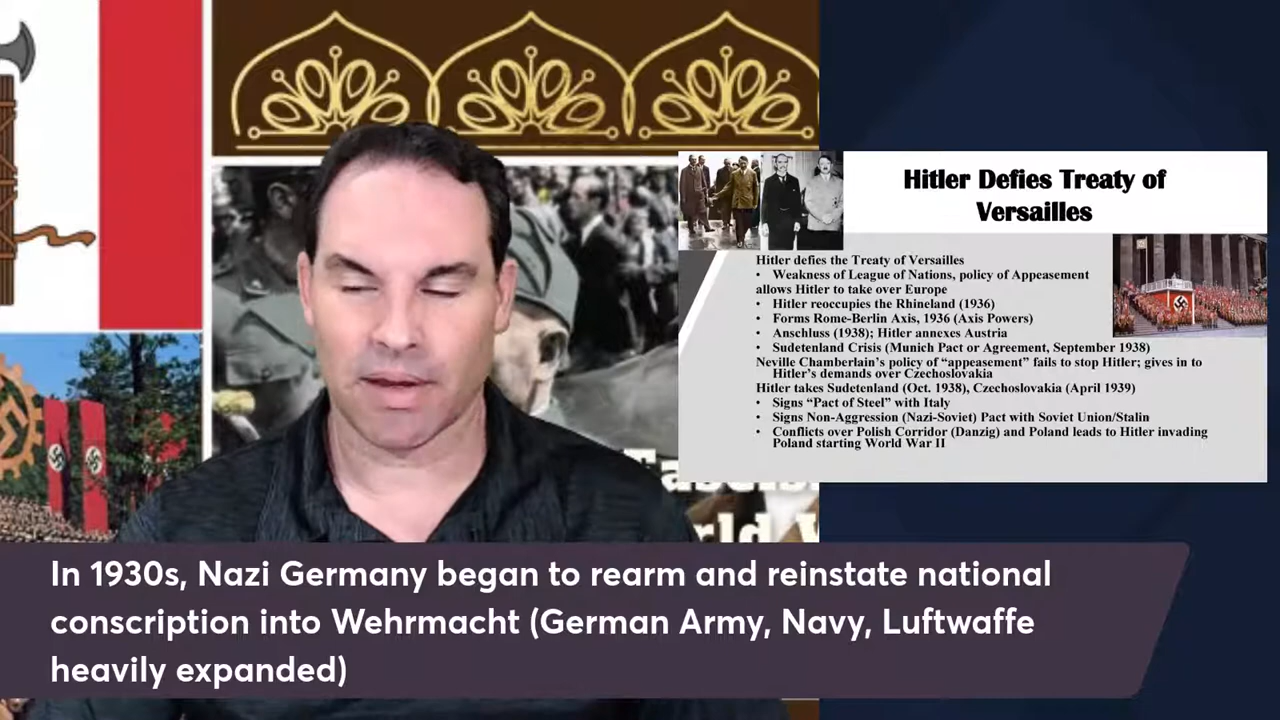 Hitler Defies Treaty of
Versailles
Hitler defies the Treaty of Versailles
• Weakness of League of Nations, policy of Appeasement
allows Hitler to take over Europe
• Hitler reoccupies the Rhineland (1936)
• Forms Rome-Berlin Axis, 1936 (Axis Powers)
• Anschluss (1938); Hitler annexes Austria
• Sudetenland Crisis (Munich Pact or Agreement, September 1938)
Neville Chamberlain's policy of “appeasement” fails to stop Hitler; gives in to
Hitler's demands over Czechoslovakia
Hitler takes Sudetenland (Oct. 1938), Czechoslovakia (April 1939)
• Signs “Pact of Steel” with Italy
• Signs Non-Aggression (Nazi-Soviet) Pact with Soviet Union/Stalin
• Conflicts over Polish Corridor (Danzig) and Poland leads to Hitler invading
Poland starting World War II
In 1930s, Nazi Germany began to rearm and reinstate national
conscription into Wehrmacht (German Army, Navy, Luftwaffe
heavily expanded)